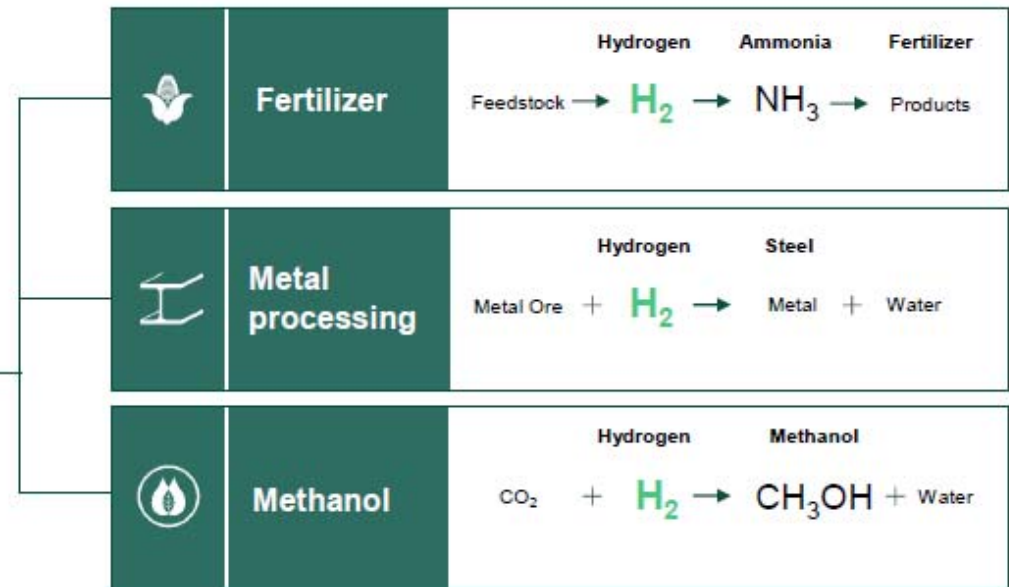 Hydrogen Ammonia Fertilizer
Fertilizer Feedstock → H₂ → NH₃ → Products
Hydrogen Steel
Metal
processing
Metal Ore + H₂ → Metal + Water
Hydrogen Methanol
Methanol CO₂ + H₂ → CH₃OH + Water